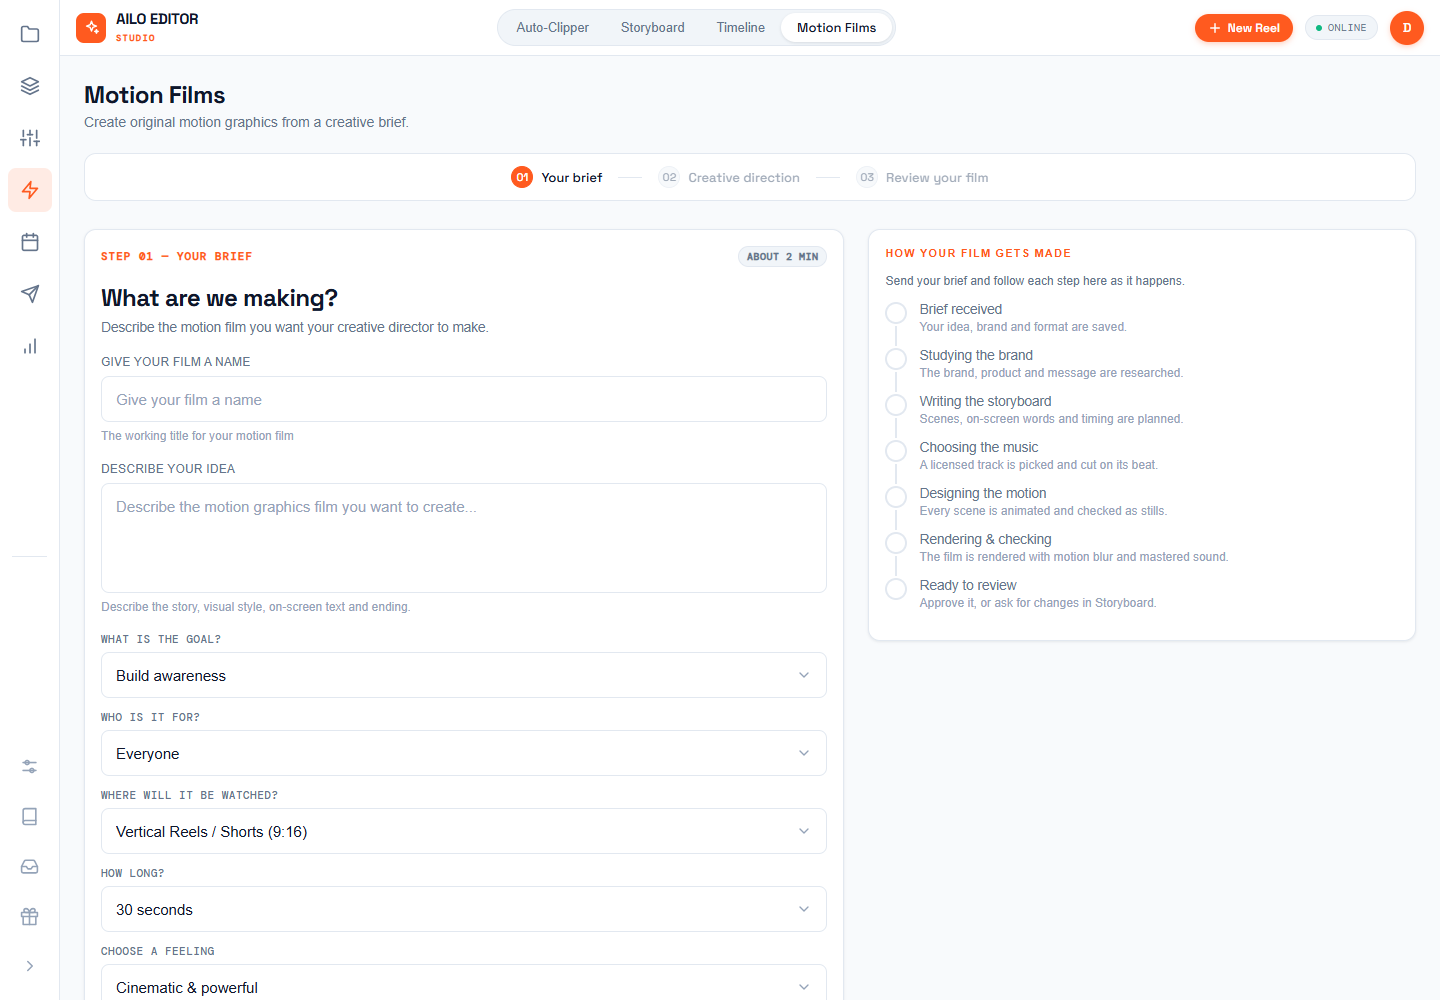 AILO EDITOR
STUDIO
Auto-Clipper
Storyboard
Timeline
Motion Films
+ New Reel
ONLINE
D
Motion Films
Create original motion graphics from a creative brief.
01 Your brief
02 Creative direction
03 Review your film
STEP 01 — YOUR BRIEF
ABOUT 2 MIN
What are we making?
Describe the motion film you want your creative director to make.
GIVE YOUR FILM A NAME
Give your film a name
The working title for your motion film
DESCRIBE YOUR IDEA
Describe the motion graphics film you want to create...
Describe the story, visual style, on-screen text and ending.
WHAT IS THE GOAL?
Build awareness
WHO IS IT FOR?
Everyone
WHERE WILL IT BE WATCHED?
Vertical Reels / Shorts (9:16)
HOW LONG?
30 seconds
CHOOSE A FEELING
Cinematic & powerful
HOW YOUR FILM GETS MADE
Send your brief and follow each step here as it happens.
Brief received
Your idea, brand and format are saved.
Studying the brand
The brand, product and message are researched.
Writing the storyboard
Scenes, on-screen words and timing are planned.
Choosing the music
A licensed track is picked and cut on its beat.
Designing the motion
Every scene is animated and checked as stills.
Rendering & checking
The film is rendered with motion blur and mastered sound.
Ready to review
Approve it, or ask for changes in Storyboard.